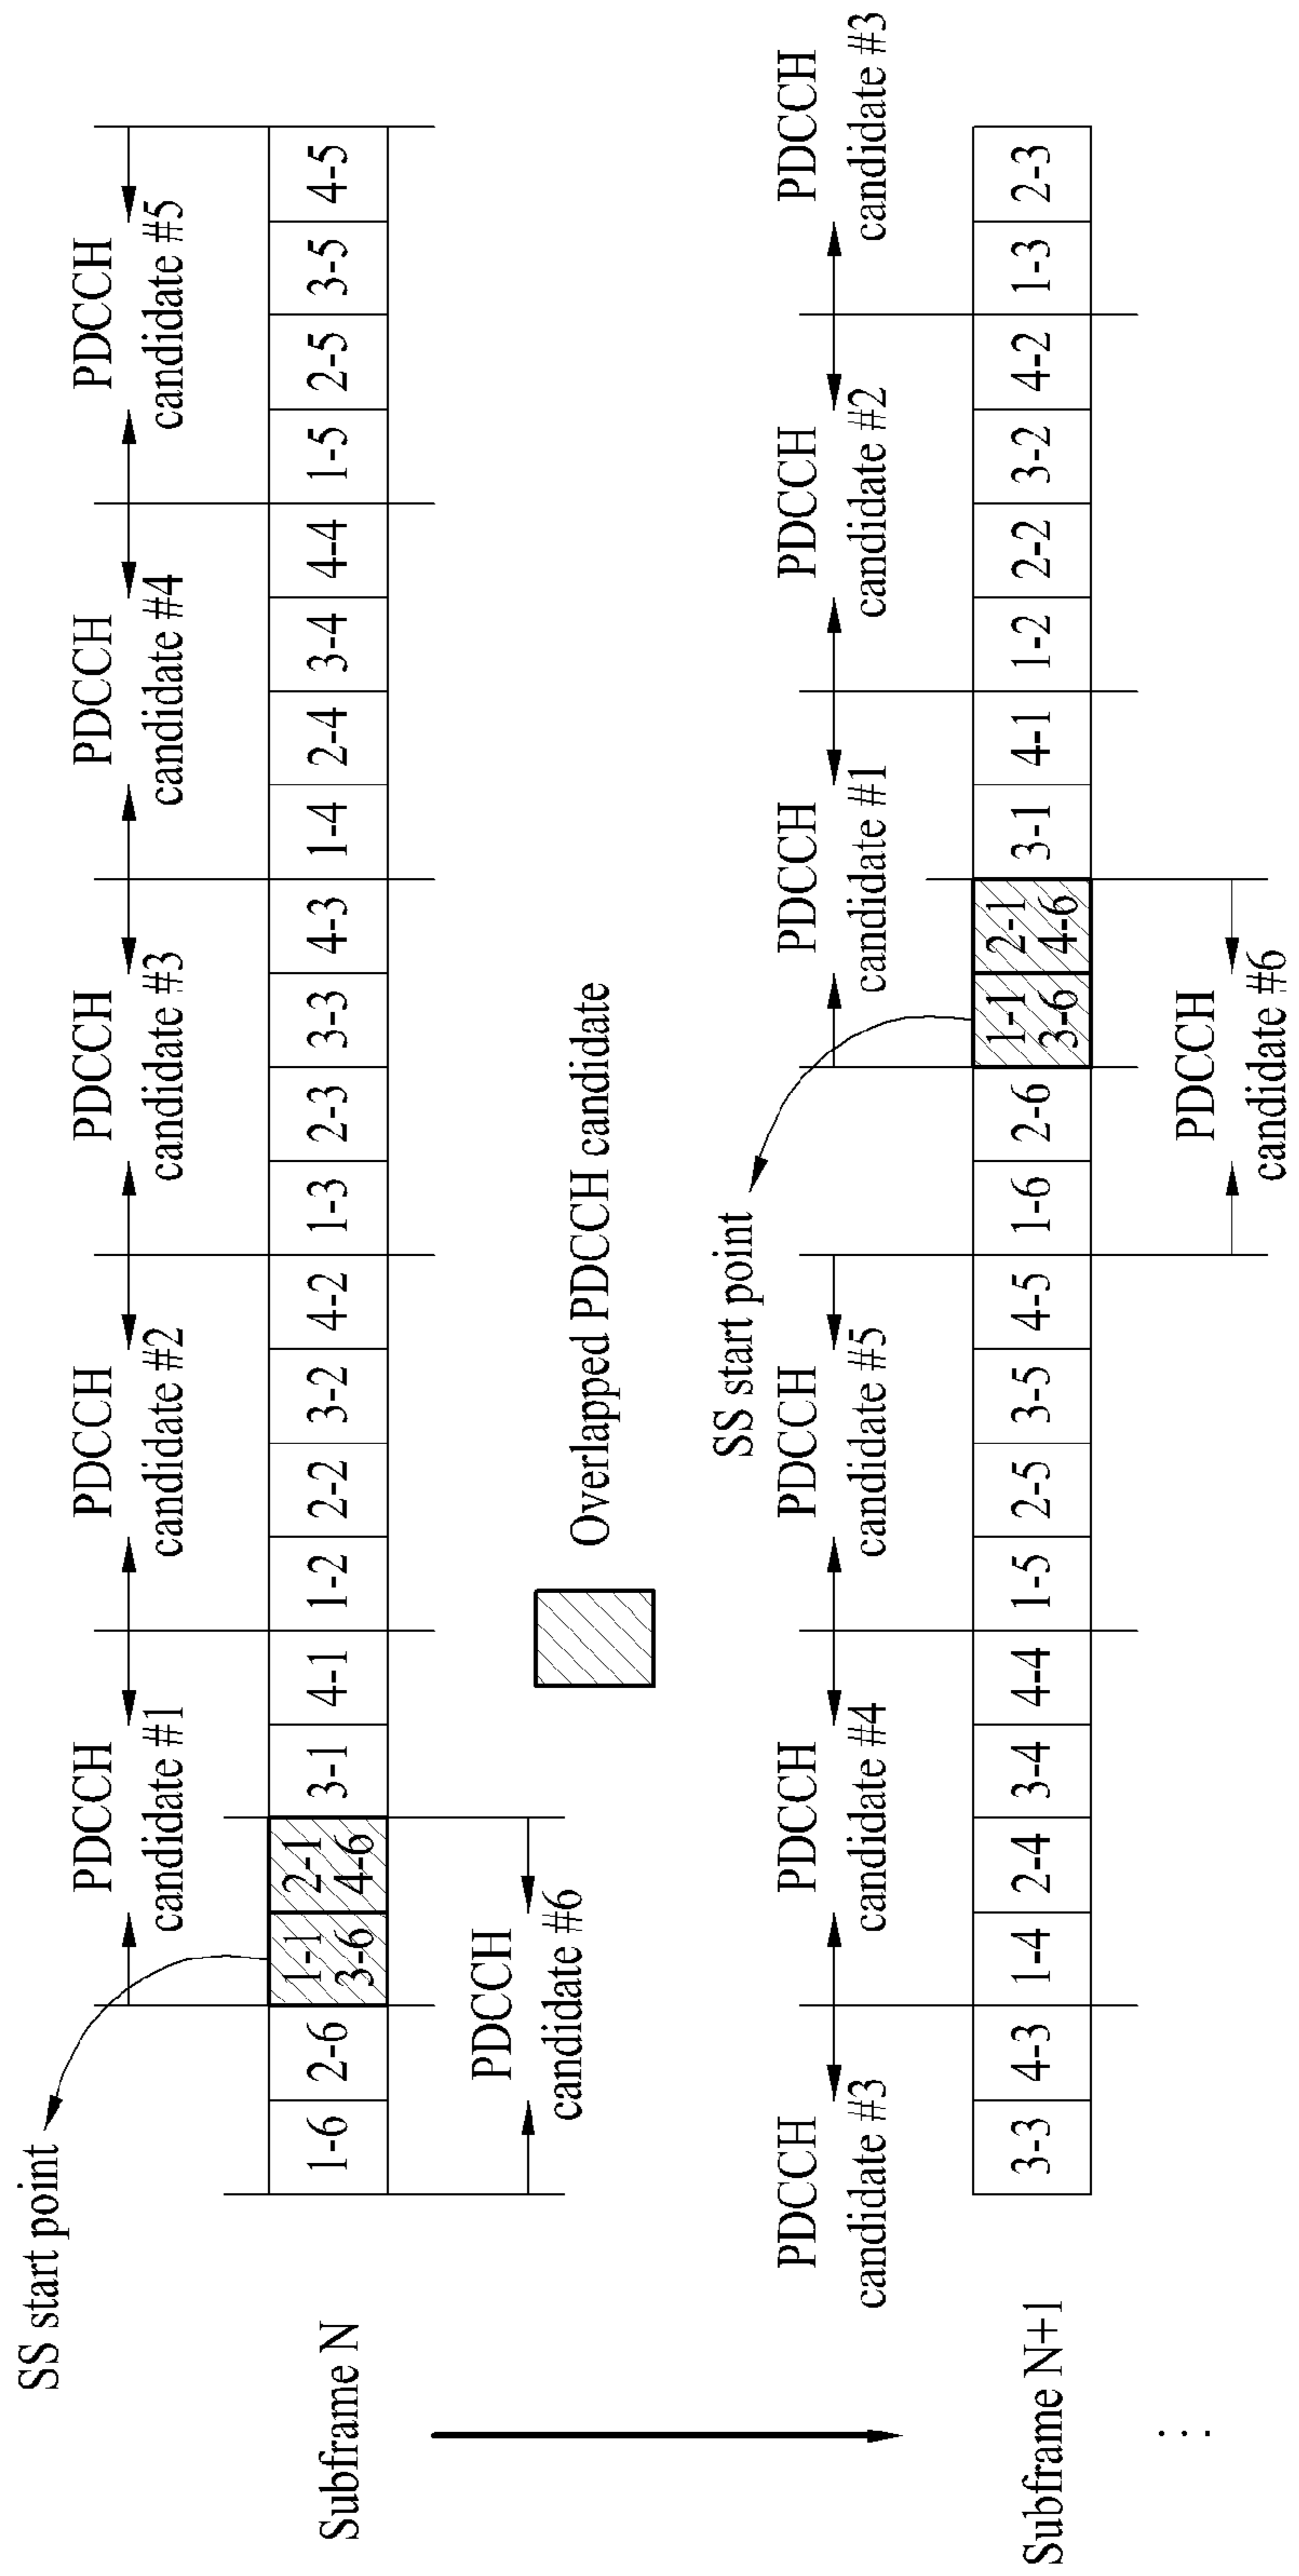 SS start point
PDCCH
candidate #1
PDCCH
candidate #2
PDCCH
candidate #3
PDCCH
candidate #4
PDCCH
candidate #5
Subframe N
1-6 2-6 1-1 2-1 3-1 4-1 1-2 2-2 3-2 4-2 1-3 2-3 3-3 4-3 1-4 2-4 3-4 4-4 1-5 2-5 3-5 4-5
3-6 4-6
PDCCH
candidate #6
Overlapped PDCCH candidate
SS start point
PDCCH
candidate #3
PDCCH
candidate #4
PDCCH
candidate #5
PDCCH
candidate #1
PDCCH
candidate #2
PDCCH
candidate #3
Subframe N+1
3-3 4-3 1-4 2-4 3-4 4-4 1-5 2-5 3-5 4-5 1-6 2-6 1-1 2-1 3-1 4-1 1-2 2-2 3-2 4-2 1-3 2-3
3-6 4-6
PDCCH
candidate #6
⋮